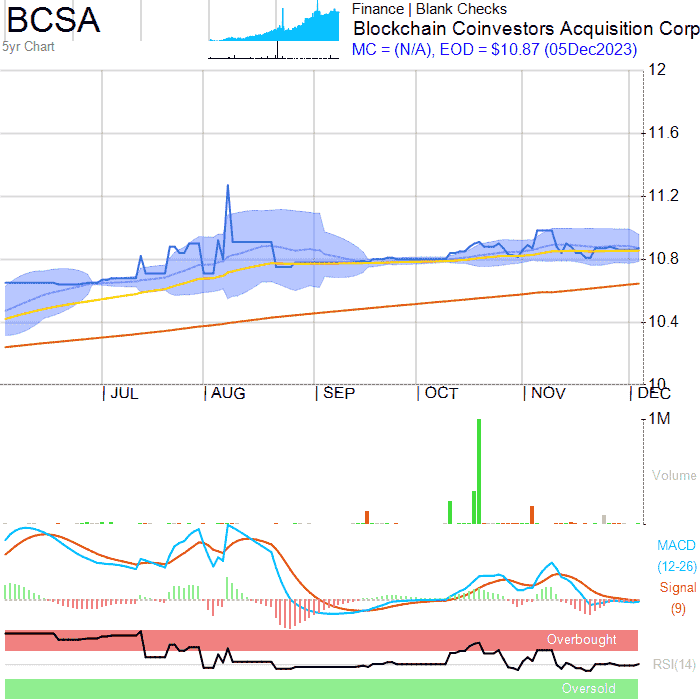 BCSA
5yr Chart
Finance | Blank Checks
Blockchain Coinvestors Acquisition Corp
MC = (N/A), EOD = $10.87 (05Dec2023)
12
11.6
11.2
10.8
10.4
10
JUL AUG SEP OCT NOV DEC
1M
Volume
MACD
(12-26)
Signal
(9)
Overbought
RSI(14)
Oversold